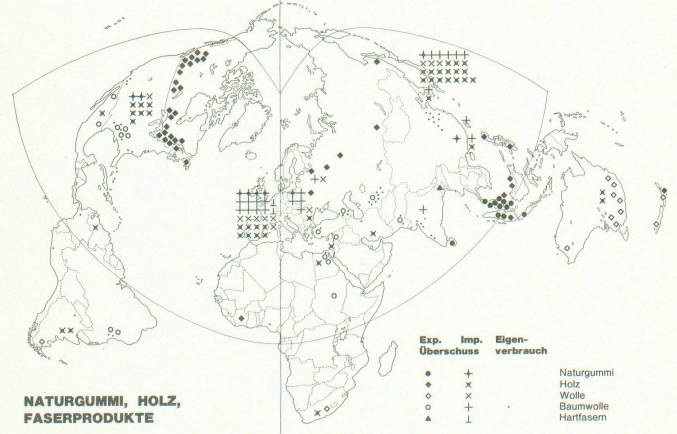 Exp. Imp. Eigen-
Überschuss verbrauch
Naturgummi
Holz
Wolle
Baumwolle
Hartfasern
NATURGUMMI, HOLZ,
FASERPRODUKTE